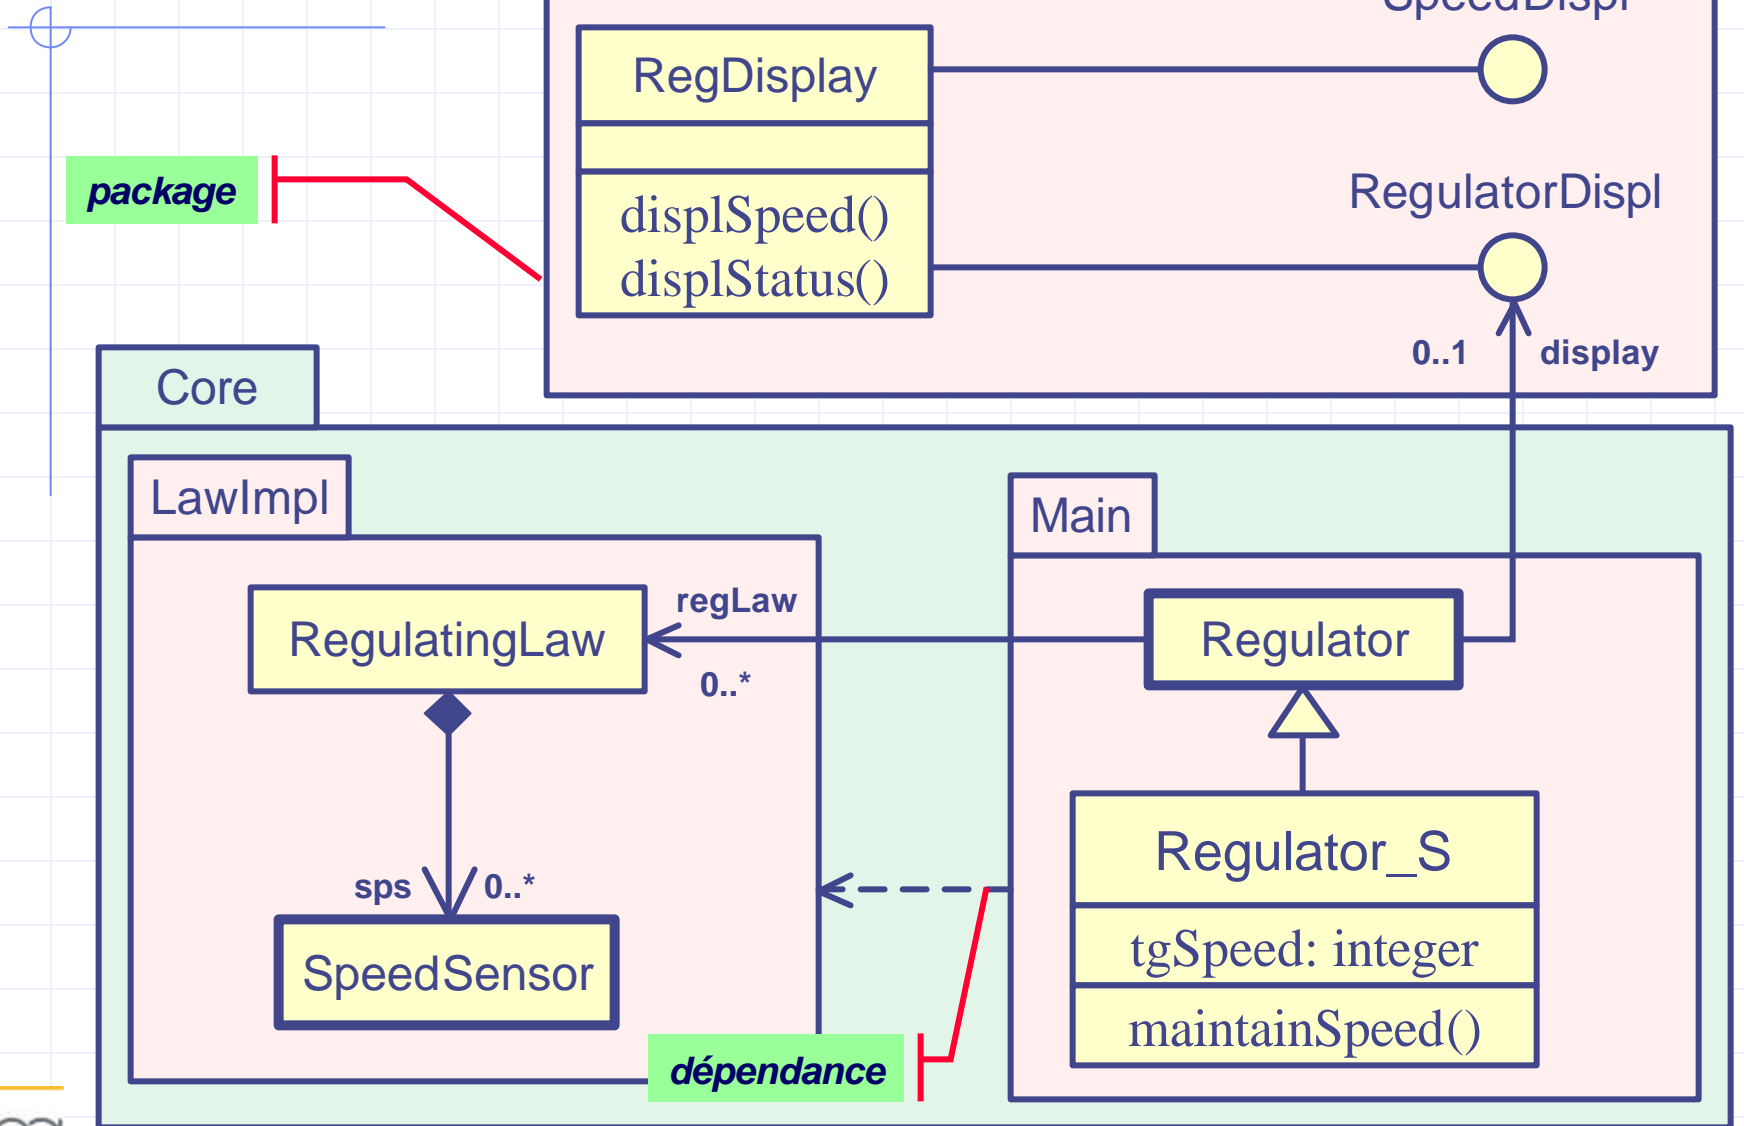 SpeedDispl
RegDisplay
package
displSpeed()
displStatus()
RegulatorDispl
0..1 display
Core
LawImpl
Main
RegulatingLaw
regLaw
0..*
Regulator
sps 0..*
SpeedSensor
Regulator_S
tgSpeed: integer
maintainSpeed()
dépendance